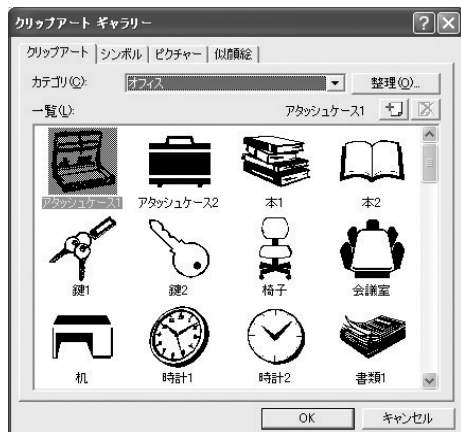 クリップアート ギャラリー
クリップアート シンボル ピクチャー 似顔絵
カテゴリ(C): オフィス 整理(O)...
一覧(L): アタッシュケース1
アタッシュケース1 アタッシュケース2 本1 本2
鍵1 鍵2 椅子 会議室
机 時計1 時計2 書類1
OK キャンセル